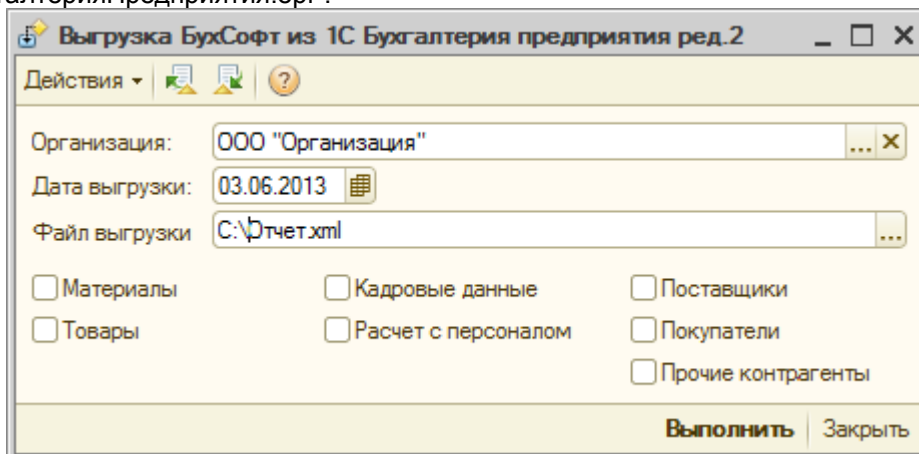 Выгрузка БухСофт из 1С Бухгалтерия предприятия ред.2
Действия
Организация: ООО "Организация"
Дата выгрузки: 03.06.2013
Файл выгрузки C:\Отчет.xml
Материалы Кадровые данные Поставщики
Товары Расчет с персоналом Покупатели
Прочие контрагенты
Выполнить Закрыть